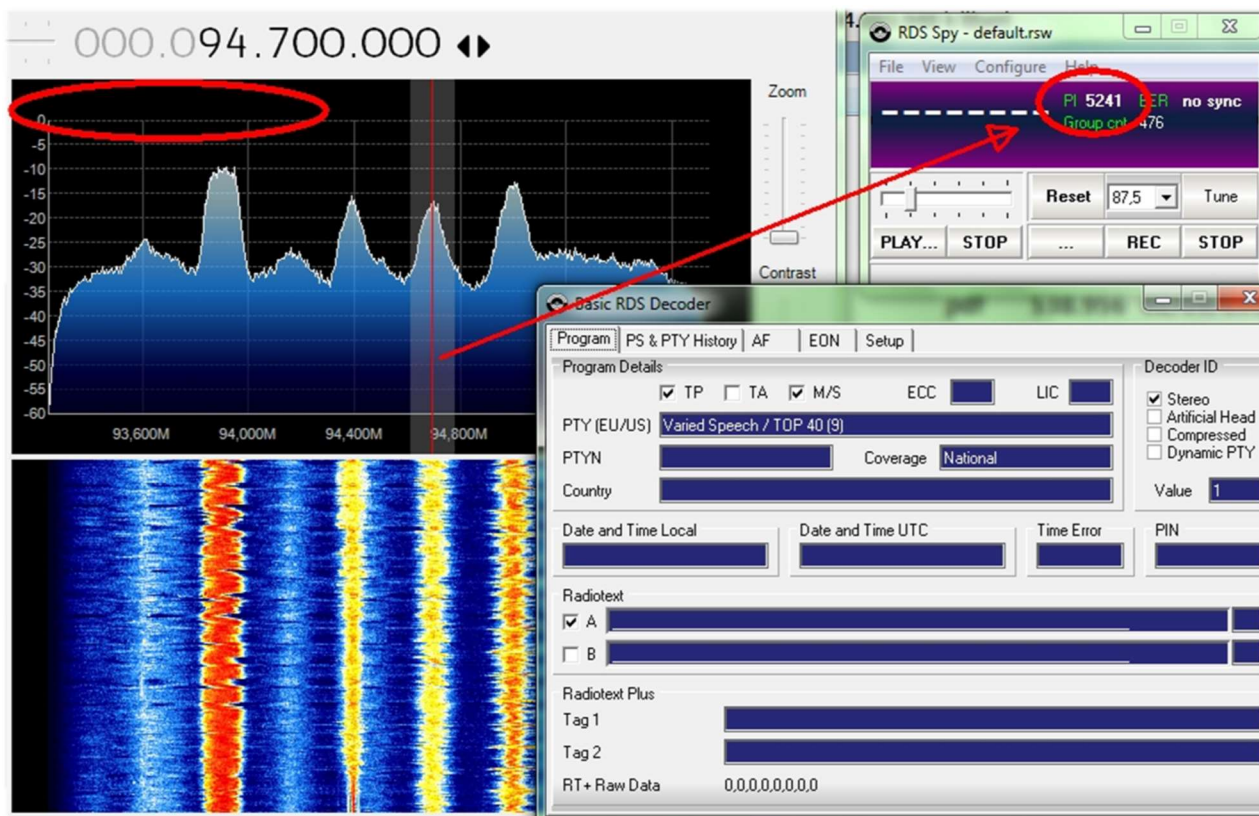 000.094.700.000
0
-5
-10
-15
-20
-25
-30
-35
-40
-45
-50
-55
-60
93,600M 94,000M 94,400M 94,800M
Zoom
Contrast
4.
RDS Spy - default.rsw
File View Configure Help
PI 5241 BER no sync
Group cnt 476
Reset 87,5 Tune
PLAY... STOP ... REC STOP
Basic RDS Decoder
Program PS & PTY History AF EON Setup
Program Details
TP TA M/S ECC LIC
PTY (EU/US) Varied Speech / TOP 40 (9)
PTYN Coverage National
Country
Decoder ID
Stereo
Artificial Head
Compressed
Dynamic PTY
Value 1
Date and Time Local Date and Time UTC Time Error PIN
Radiotext
A
B
Radiotext Plus
Tag 1
Tag 2
RT+ Raw Data 0,0,0,0,0,0,0,0